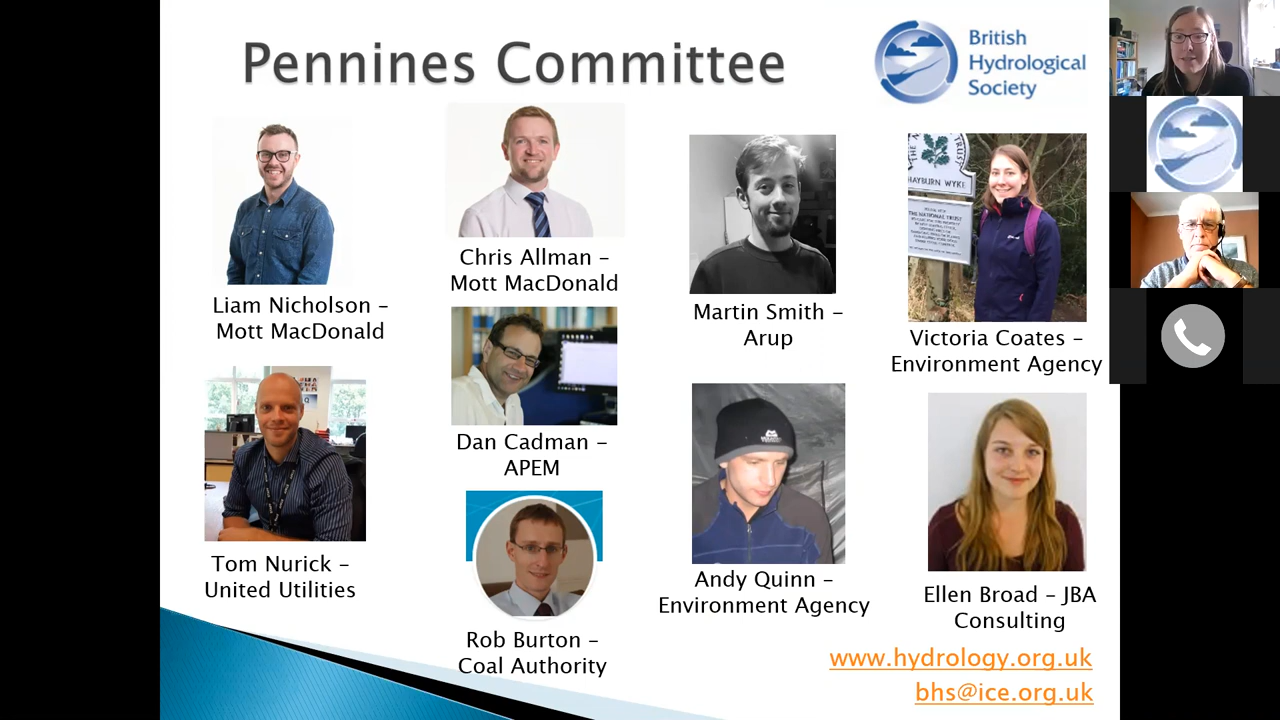 Pennines Committee
British
Hydrological
Society
Liam Nicholson –
Mott MacDonald
Chris Allman –
Mott MacDonald
Martin Smith –
Arup
HAYBURN WYKE
THE NATIONAL TRUST
Victoria Coates –
Environment Agency
Tom Nurick –
United Utilities
Dan Cadman –
APEM
Rob Burton –
Coal Authority
Andy Quinn –
Environment Agency
Ellen Broad – JBA
Consulting
www.hydrology.org.uk
bhs@ice.org.uk